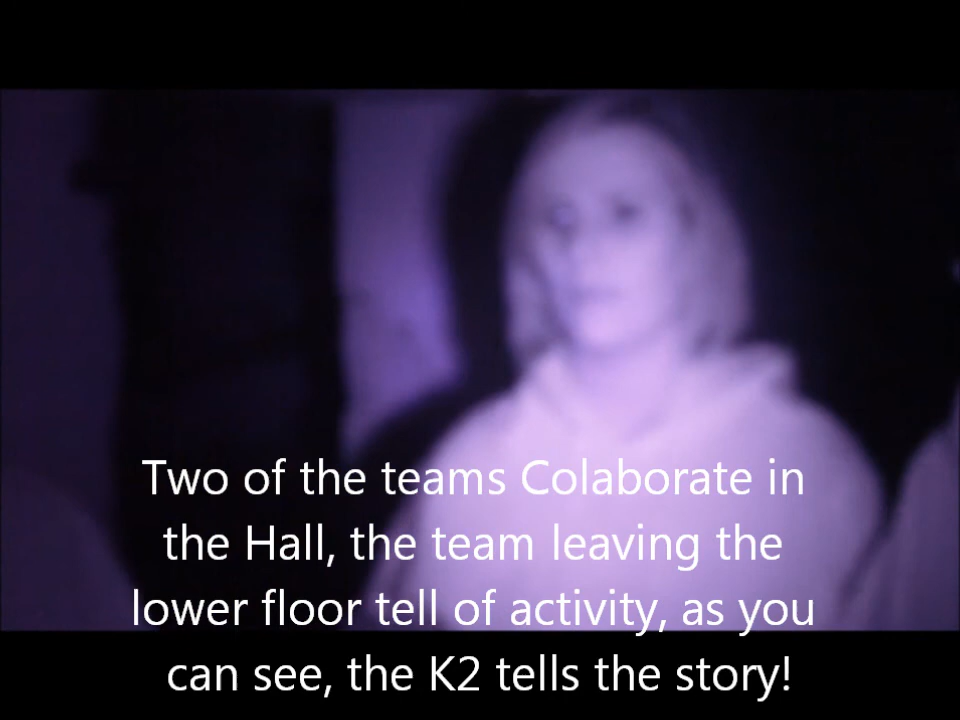 Two of the teams Colaborate in
the Hall, the team leaving the
lower floor tell of activity, as you
can see, the K2 tells the story!